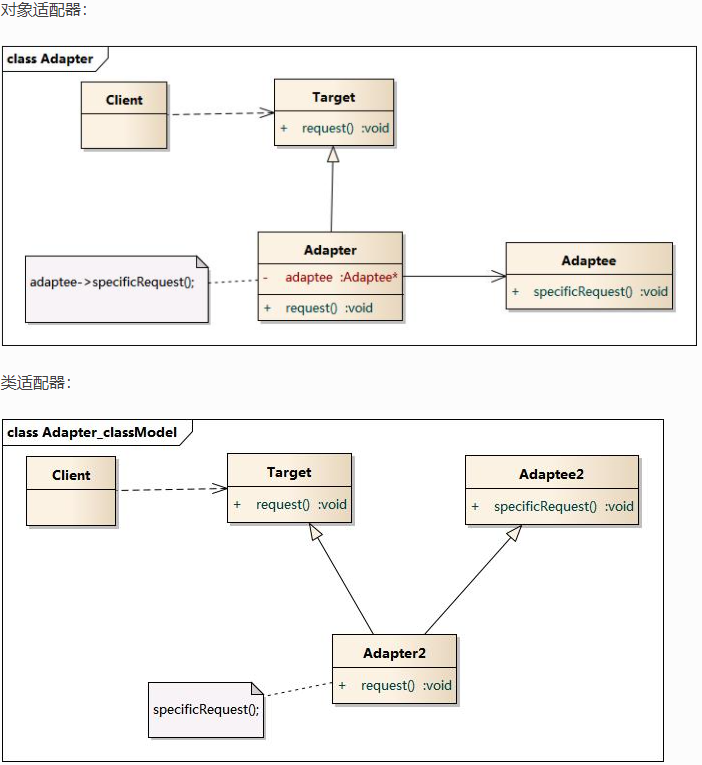 对象适配器：
class Adapter
Client
Target
+ request() :void
Adapter
- adaptee :Adaptee*
+ request() :void
adaptee->specificRequest();
Adaptee
+ specificRequest() :void
类适配器：
class Adapter_classModel
Client
Target
+ request() :void
Adaptee2
+ specificRequest() :void
Adapter2
+ request() :void
specificRequest();